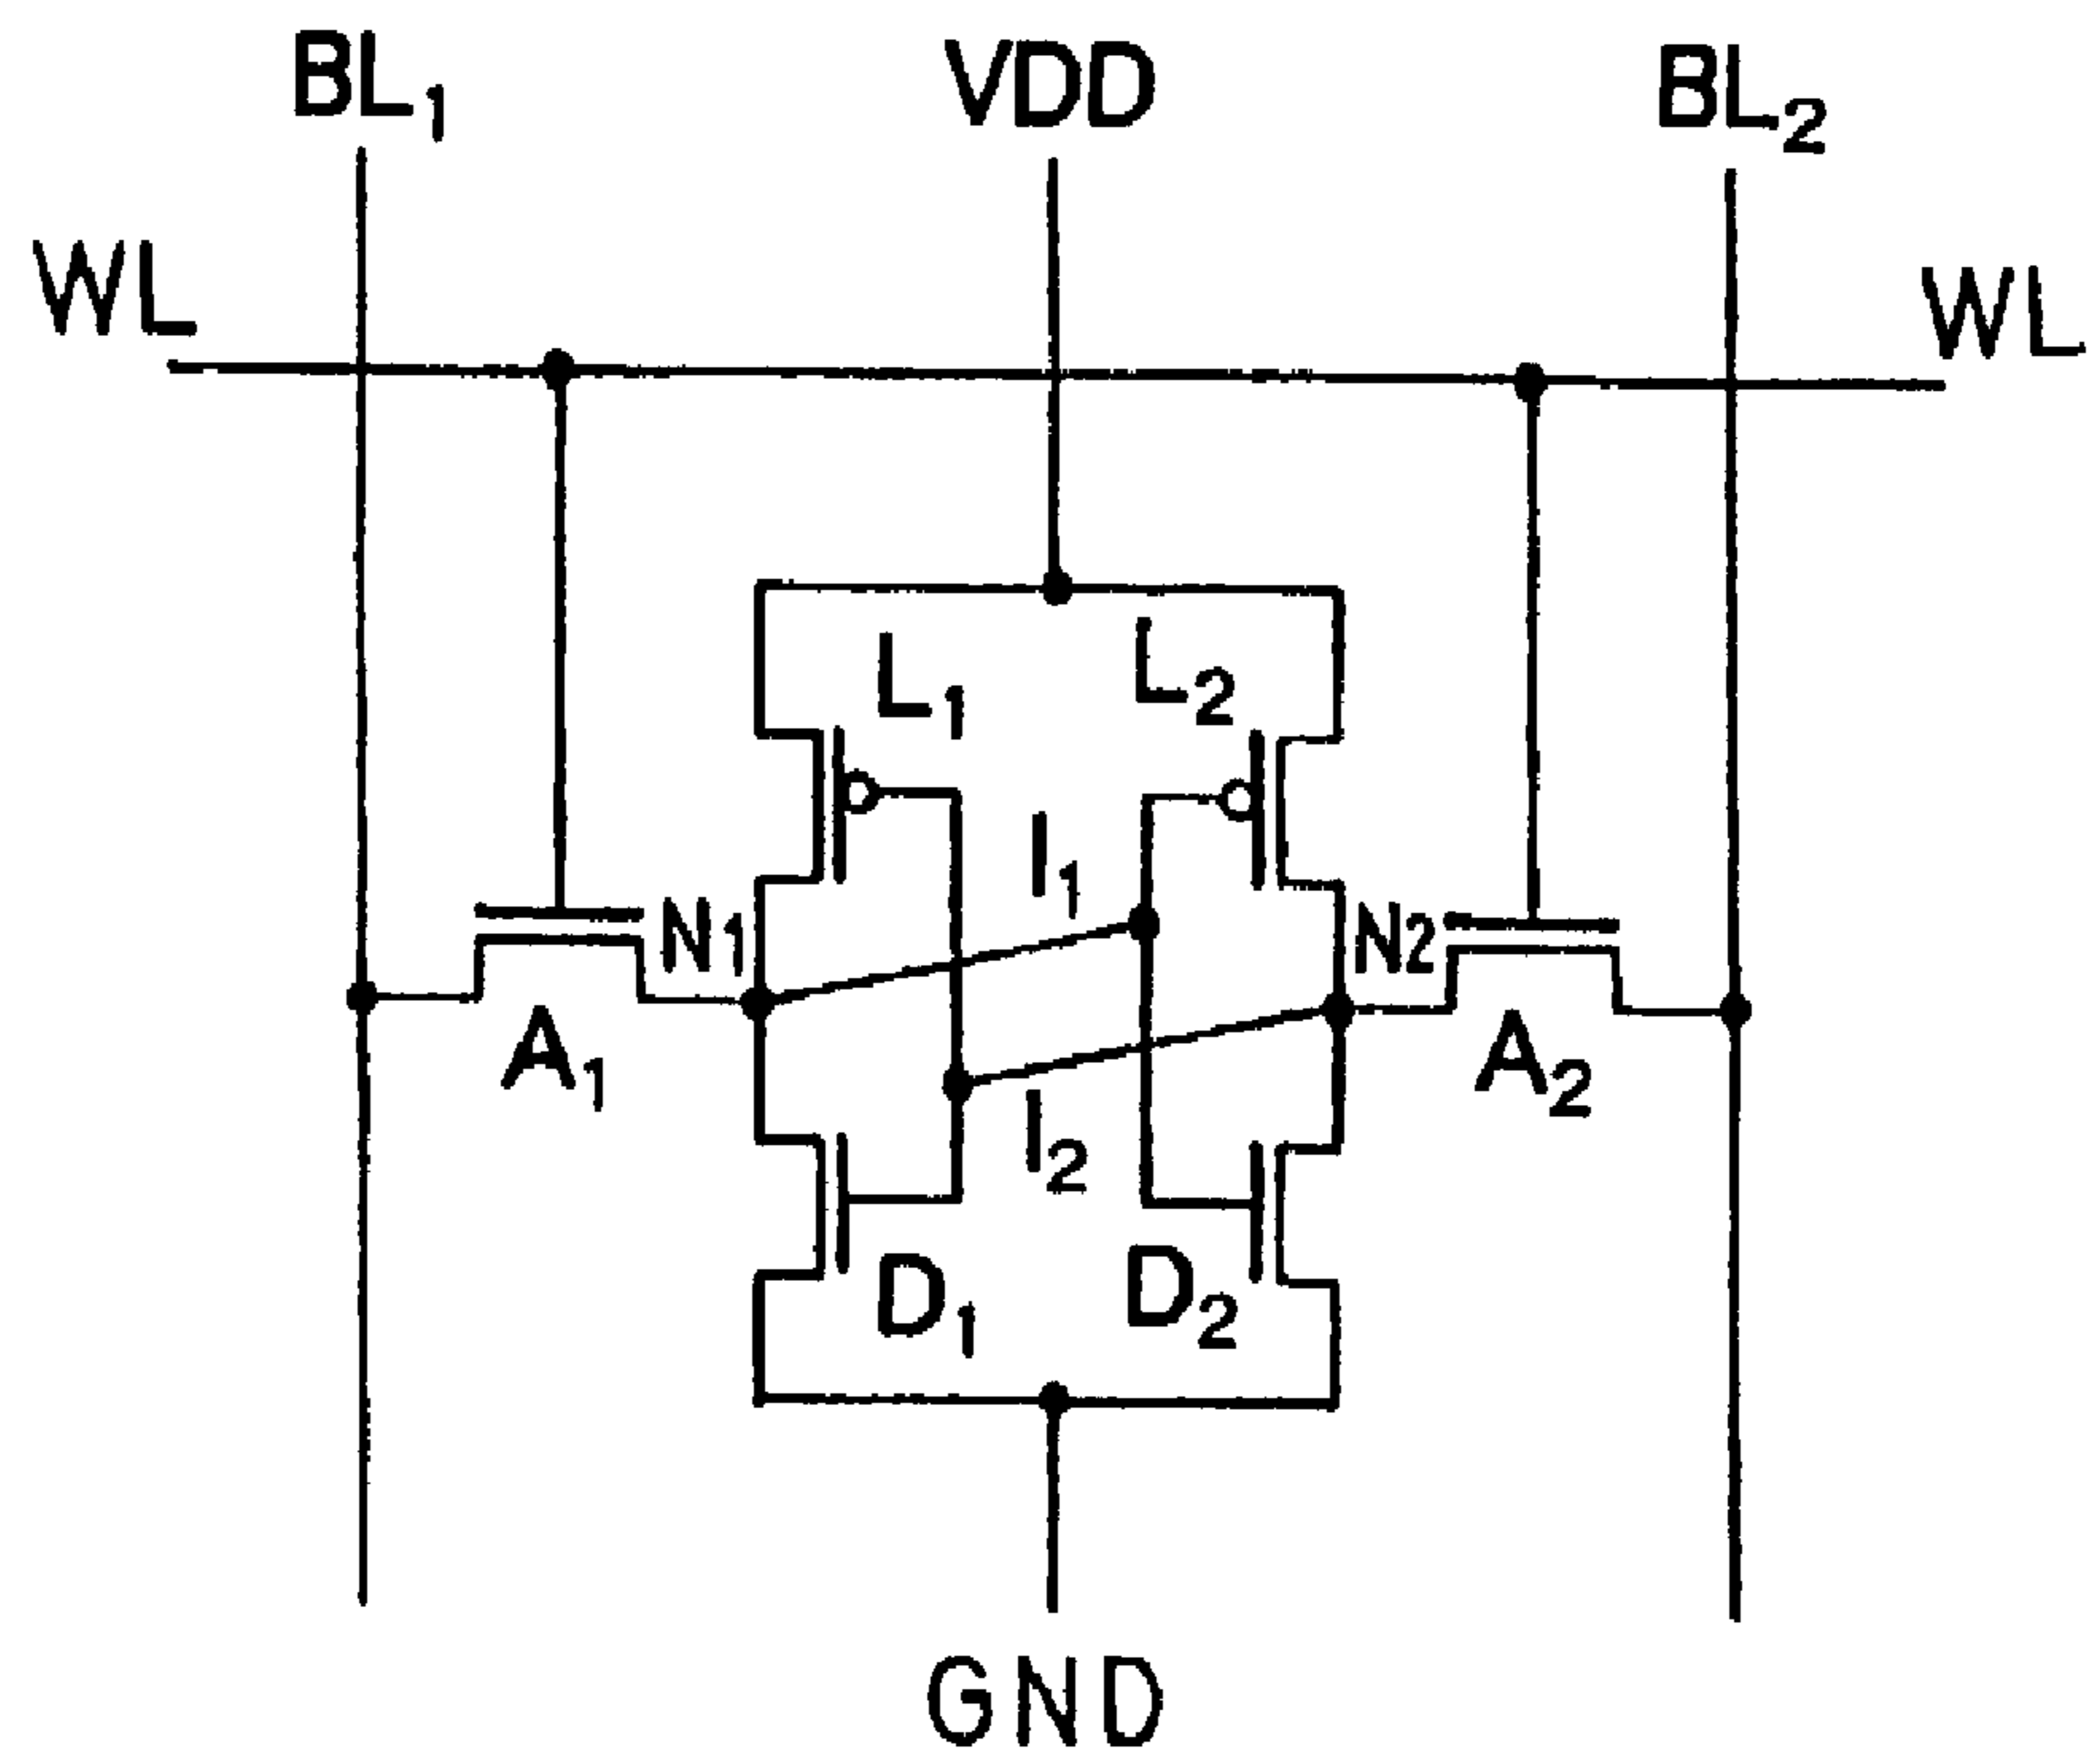 BL1 VDD BL2
WL WL
L1 L2
I1
N1 N2
A1 A2
I2
D1 D2
GND